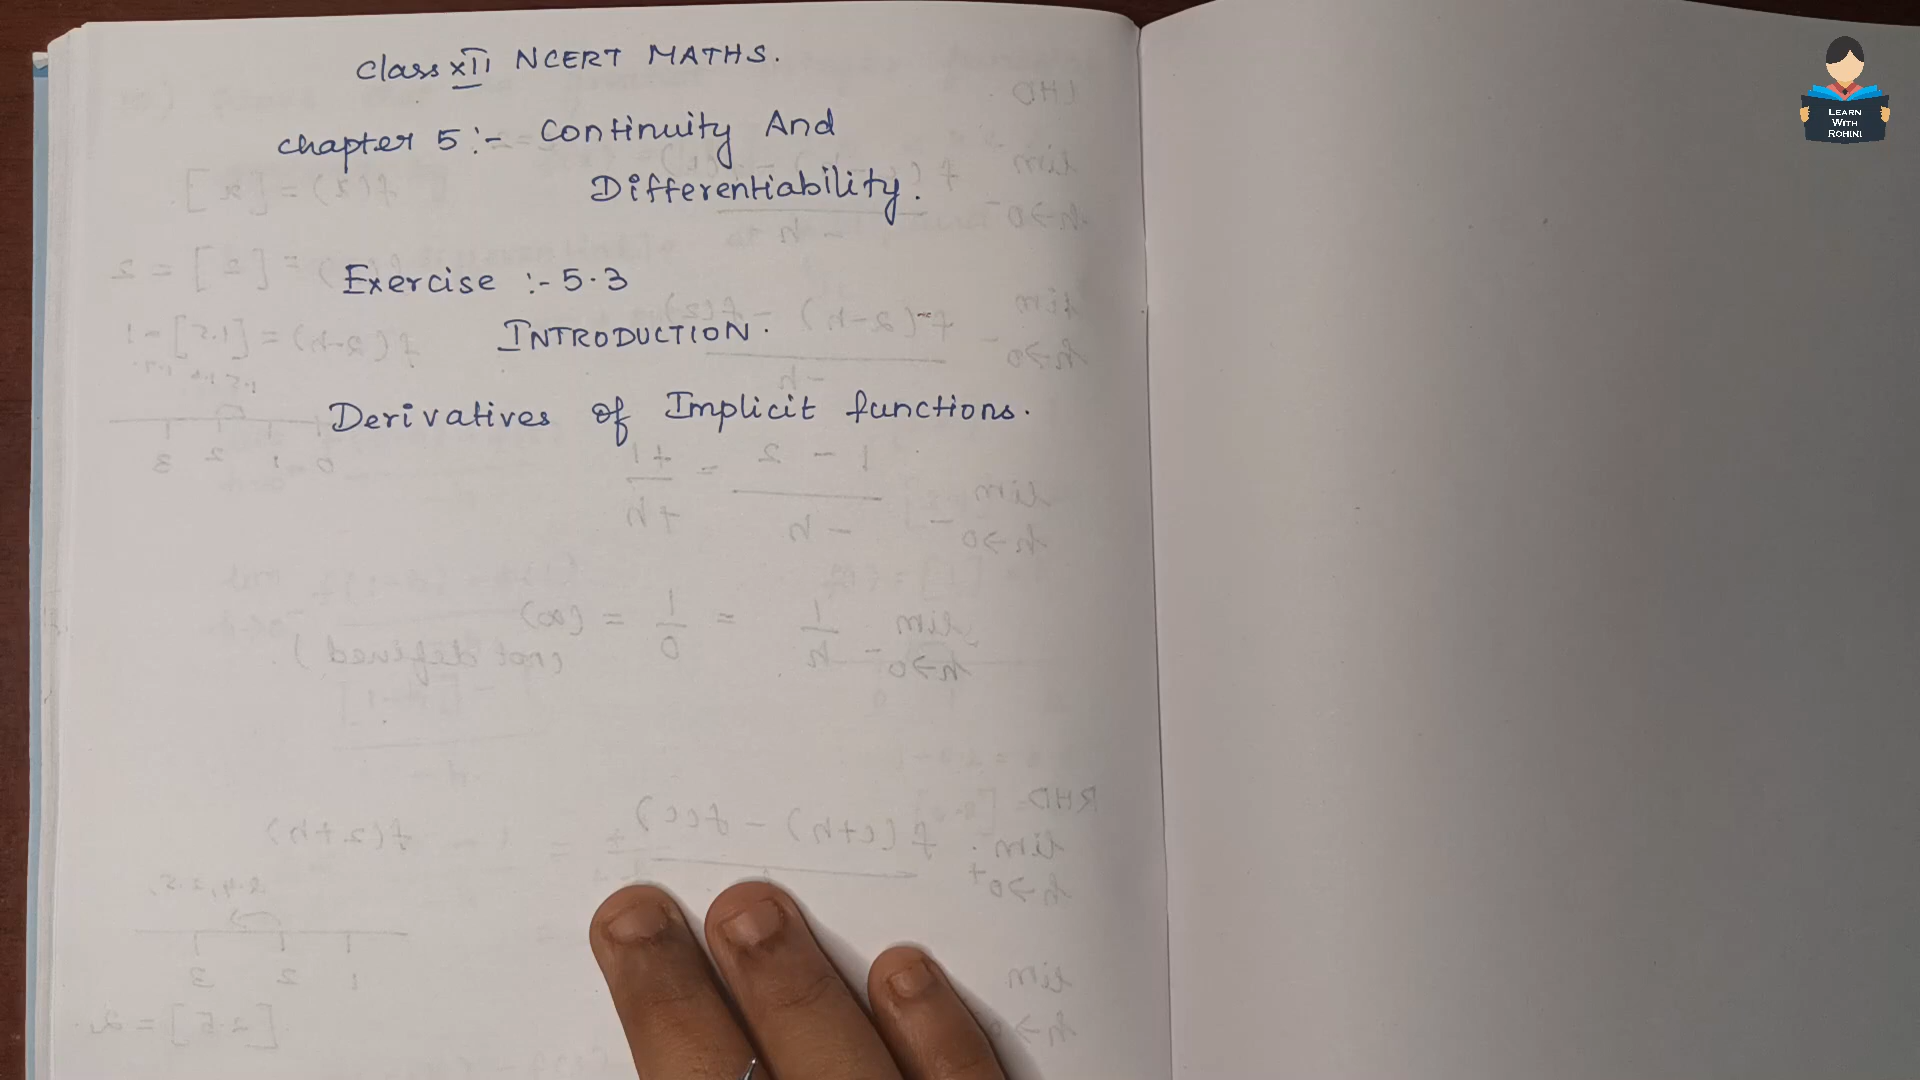 Class XII NCERT MATHS.
Chapter 5:- Continuity And
Differentiability.
Exercise :- 5.3
INTRODUCTION.
Derivatives of Implicit functions.
LEARN
WITH
ROHINI